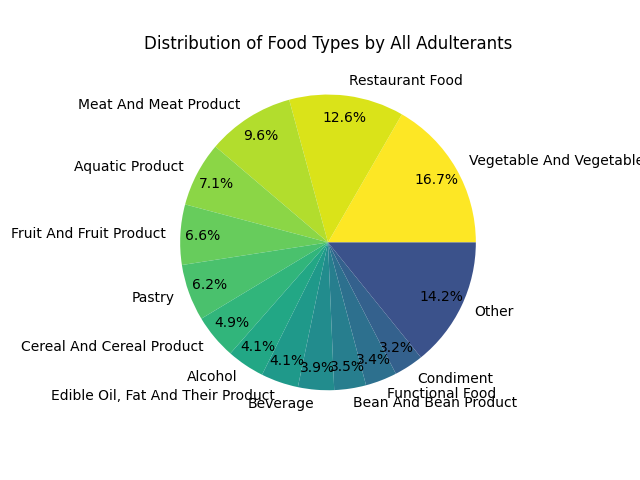 Distribution of Food Types by All Adulterants
Restaurant Food
12.6%
Meat And Meat Product
9.6%
Vegetable And Vegetable
16.7%
Aquatic Product
7.1%
Fruit And Fruit Product
6.6%
Pastry
6.2%
Cereal And Cereal Product
4.9%
Alcohol
4.1%
Edible Oil, Fat And Their Product
4.1%
Beverage
3.9%
Bean And Bean Product
3.5%
Functional Food
3.4%
Condiment
3.2%
Other
14.2%